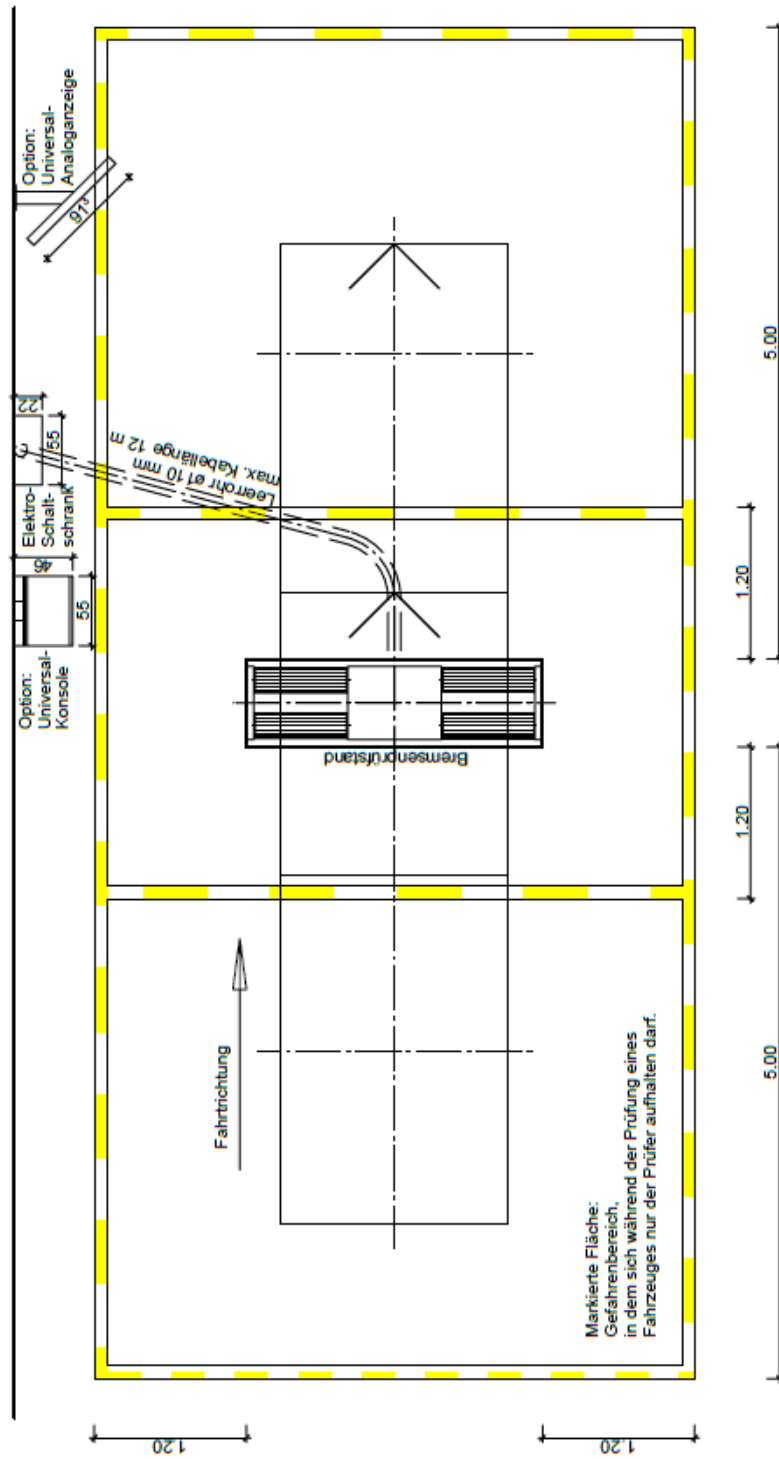 Option:
Universal-
Konsole
46
55
Elektro-
Schalt-
schrank
22
55
Option:
Universal-
Analoganzeige
91³
Leerrohr ø110 mm
max. Kabellänge 12 m
Bremsenprüfstand
Fahrtrichtung
Markierte Fläche:
Gefahrenbereich,
in dem sich während der Prüfung eines
Fahrzeuges nur der Prüfer aufhalten darf.
1.20
1.20
1.20
1.20
5.00
5.00